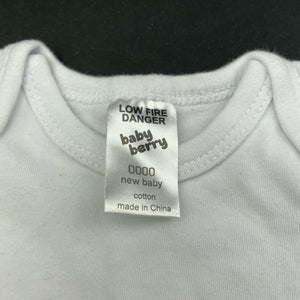 LOW FIRE
DANGER
baby
berry
0000
new baby
cotton
made in China